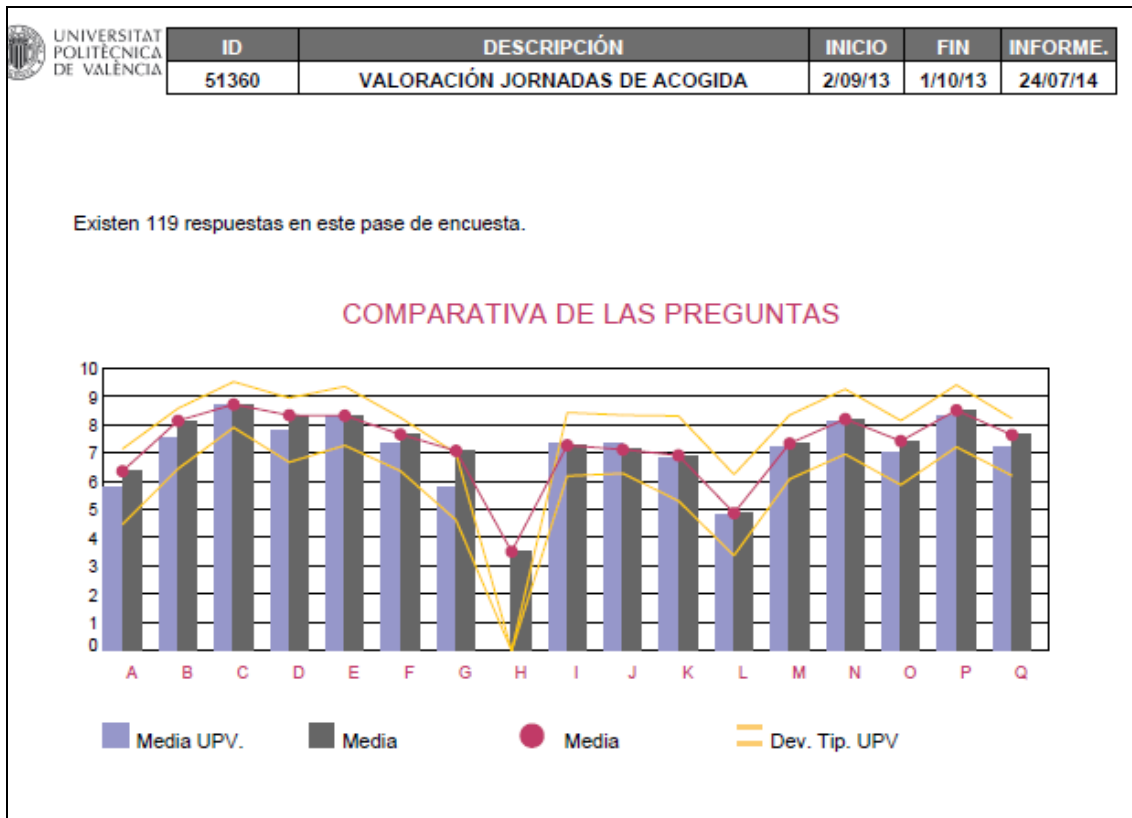 UNIVERSITAT
POLITÈCNICA
DE VALÈNCIA
ID DESCRIPCIÓN INICIO FIN INFORME.
51360 VALORACIÓN JORNADAS DE ACOGIDA 2/09/13 1/10/13 24/07/14
Existen 119 respuestas en este pase de encuesta.
COMPARATIVA DE LAS PREGUNTAS
10
9
8
7
6
5
4
3
2
1
0
A B C D E F G H I J K L M N O P Q
Media UPV. Media Media Dev. Tip. UPV